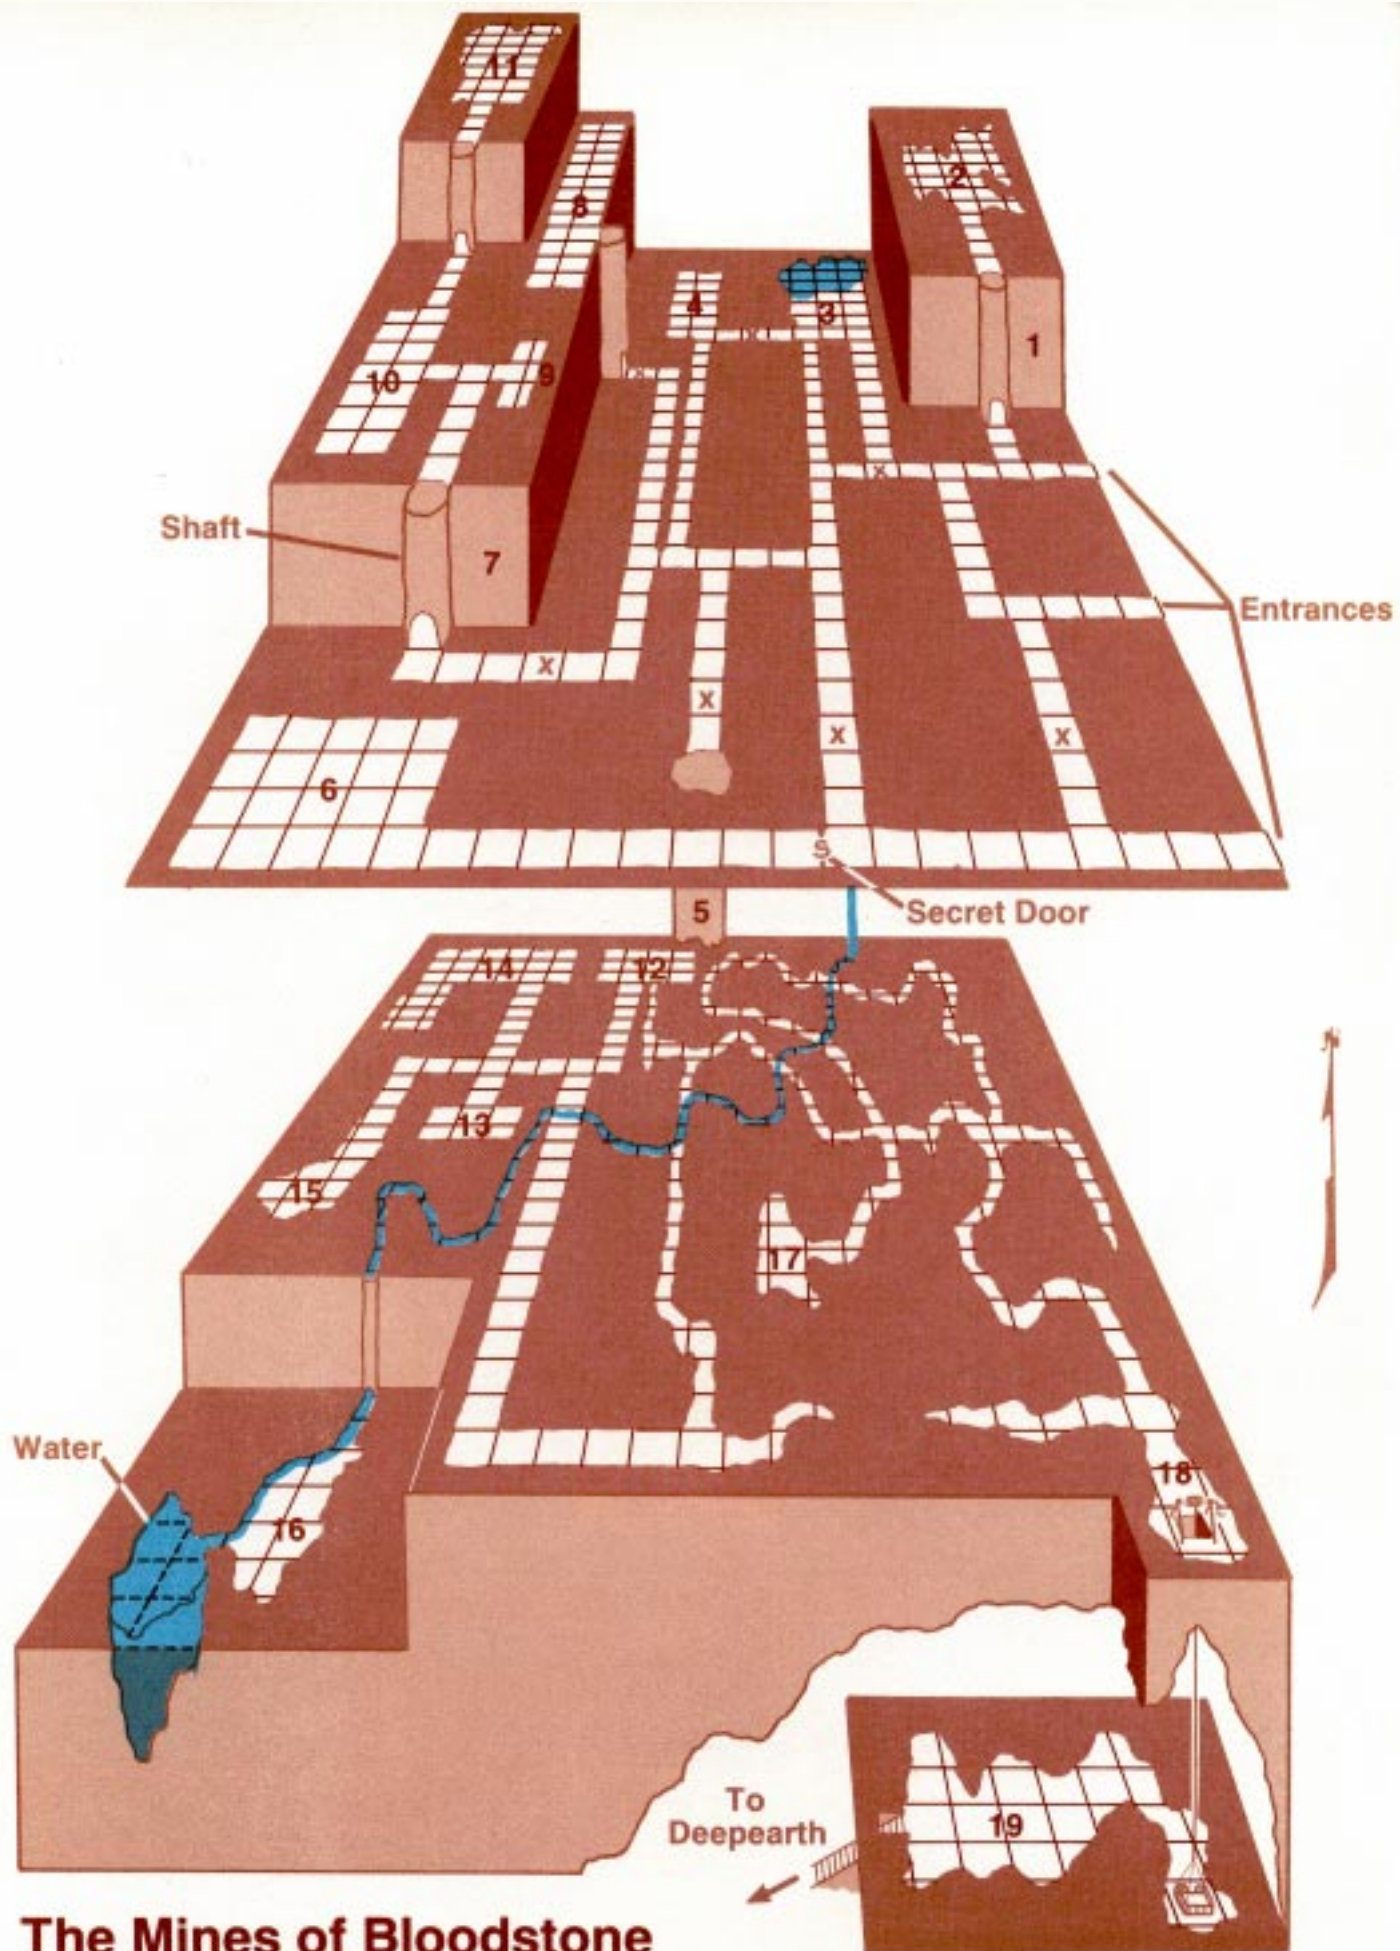 11
8
2
4
3
1
10
9
X
X
X
Shaft
7
Entrances
X
X
X
X
6
S
5
Secret Door
14
12
N
13
15
17
Water
18
16
To
Deepearth
19
The Mines of Bloodstone